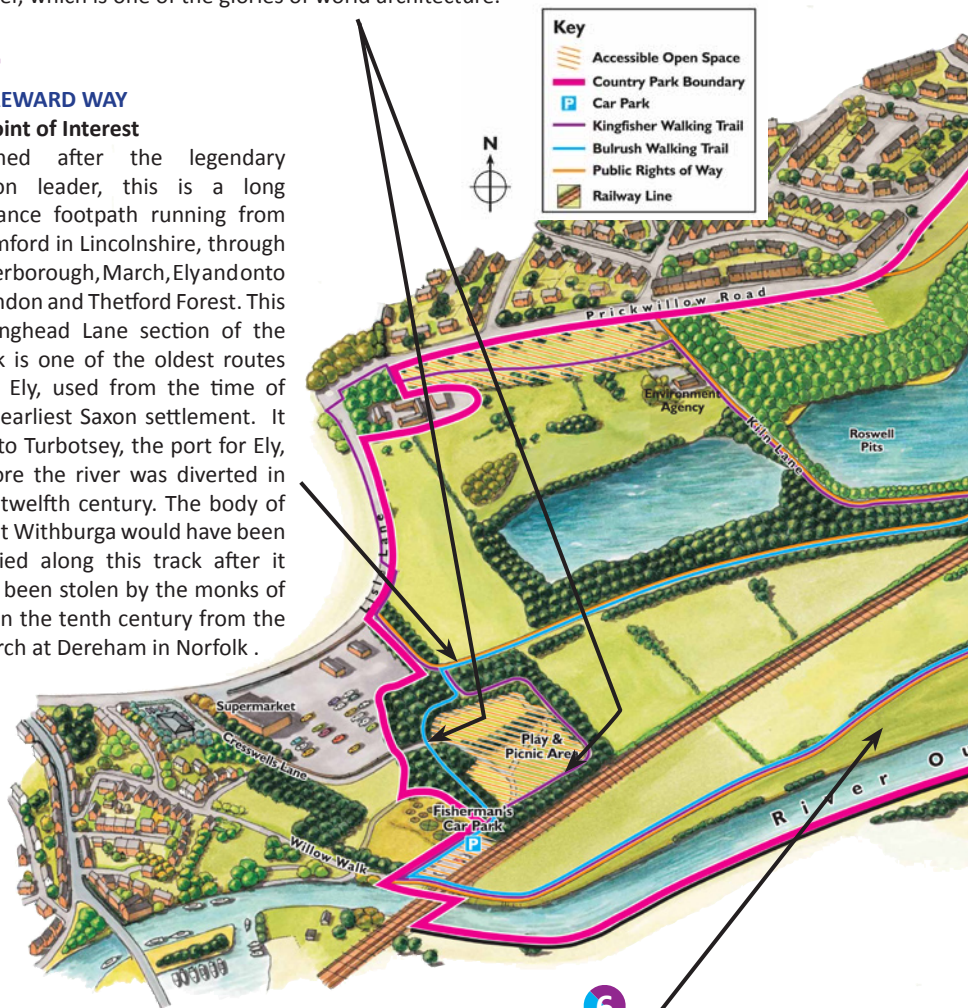 , which is one of the glories of world architecture.
EWARD WAY
oint of Interest
ned after the legendary
on leader, this is a long
ance footpath running from
mford in Lincolnshire, through
erborough, March, Ely and onto
ndon and Thetford Forest. This
nghead Lane section of the
k is one of the oldest routes
Ely, used from the time of
earliest Saxon settlement. It
to Turbotsey, the port for Ely,
ore the river was diverted in
twelfth century. The body of
t Withburga would have been
ied along this track after it
been stolen by the monks of
n the tenth century from the
rch at Dereham in Norfolk .
Key
Accessible Open Space
Country Park Boundary
P Car Park
Kingfisher Walking Trail
Bulrush Walking Trail
Public Rights of Way
Railway Line
N
Prickwillow Road
Environment
Agency
Kiln Lane
Roswell
Pits
Lisle Lane
Supermarket
Cresswells Lane
Play &
Picnic Area
Fisherman's
Car Park
P
Willow Walk
River Ou
6